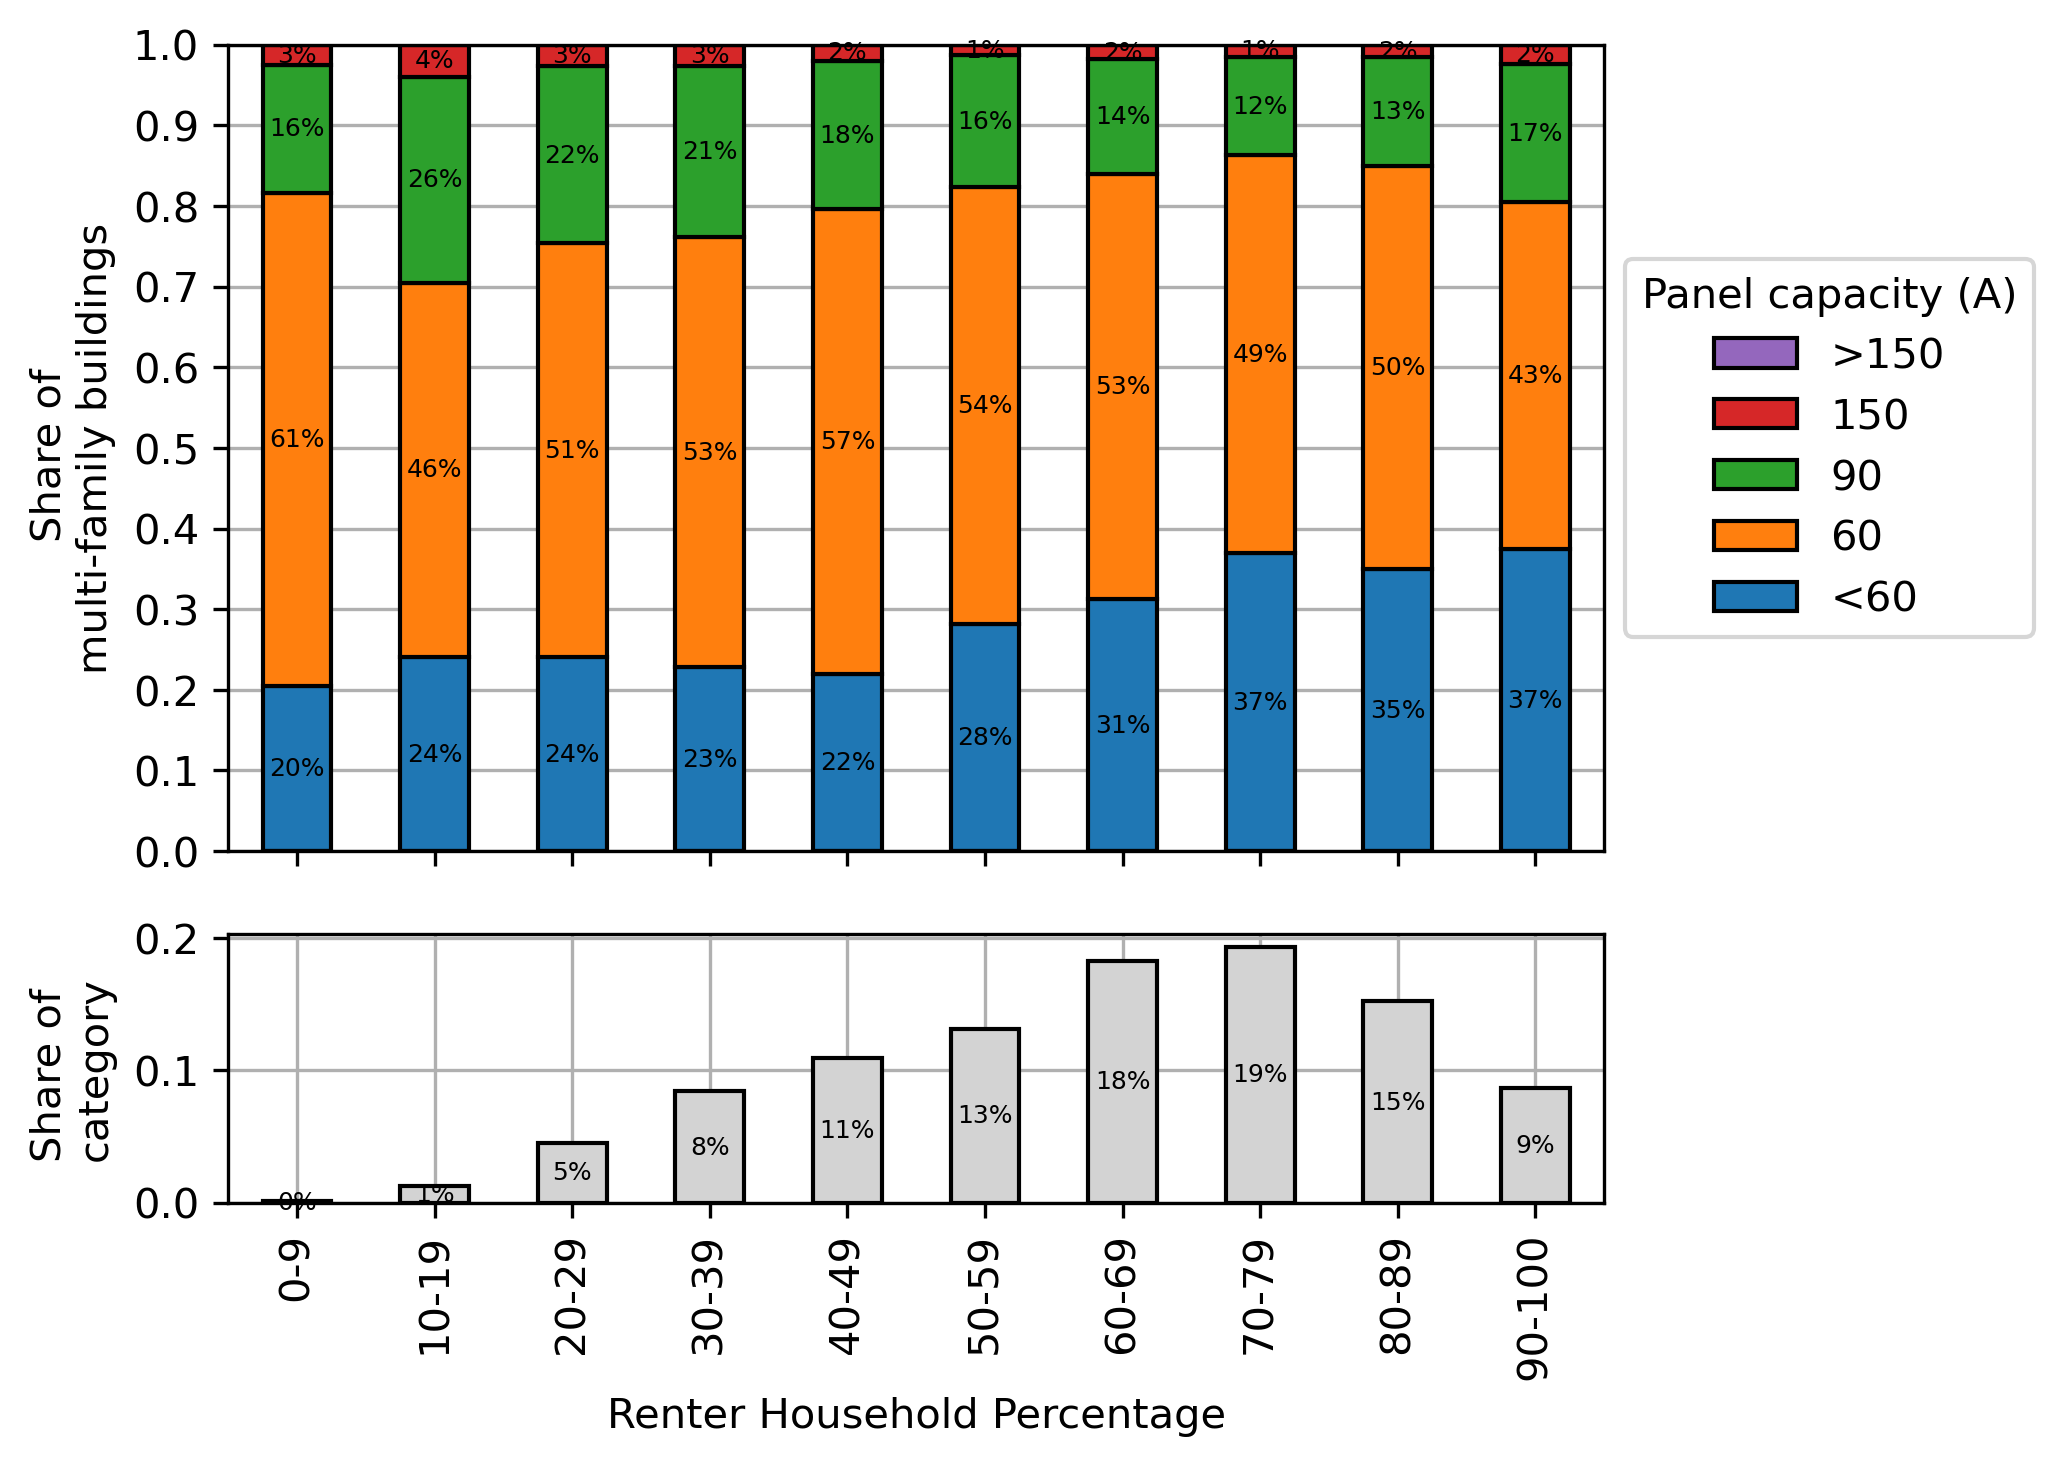 1.0
0.9
0.8
0.7
0.6
0.5
0.4
0.3
0.2
0.1
0.0
Share of
multi-family buildings
3% 4% 3% 3% 2% 1% 2% 1% 2% 2%
16% 26% 22% 21% 18% 16% 14% 12% 13% 17%
61% 46% 51% 53% 57% 54% 53% 49% 50% 43%
20% 24% 24% 23% 22% 28% 31% 37% 35% 37%
Panel capacity (A)
>150
150
90
60
<60
0.2
0.1
0.0
Share of
category
0% 1% 5% 8% 11% 13% 18% 19% 15% 9%
0-9 10-19 20-29 30-39 40-49 50-59 60-69 70-79 80-89 90-100
Renter Household Percentage